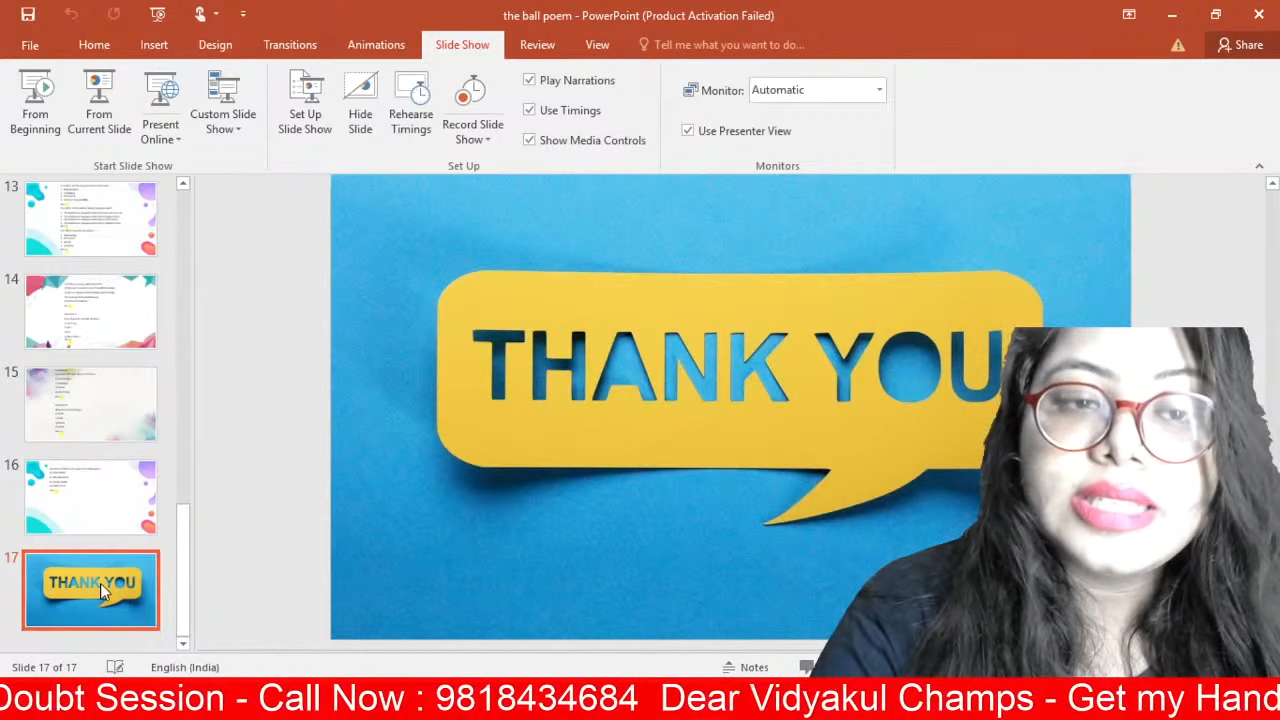 the ball poem - PowerPoint (Product Activation Failed)
File Home Insert Design Transitions Animations Slide Show Review View Tell me what you want to do... Share
From Beginning
From Current Slide
Present Online
Custom Slide Show
Set Up Slide Show
Hide Slide
Rehearse Timings
Record Slide Show
Play Narrations
Use Timings
Show Media Controls
Monitor: Automatic
Use Presenter View
Start Slide Show
Set Up
Monitors
13
14
15
16
17
THANK YOU
THANK YOU
Slide 17 of 17 English (India) Notes
Doubt Session - Call Now : 9818434684 Dear Vidyakul Champs - Get my Hand